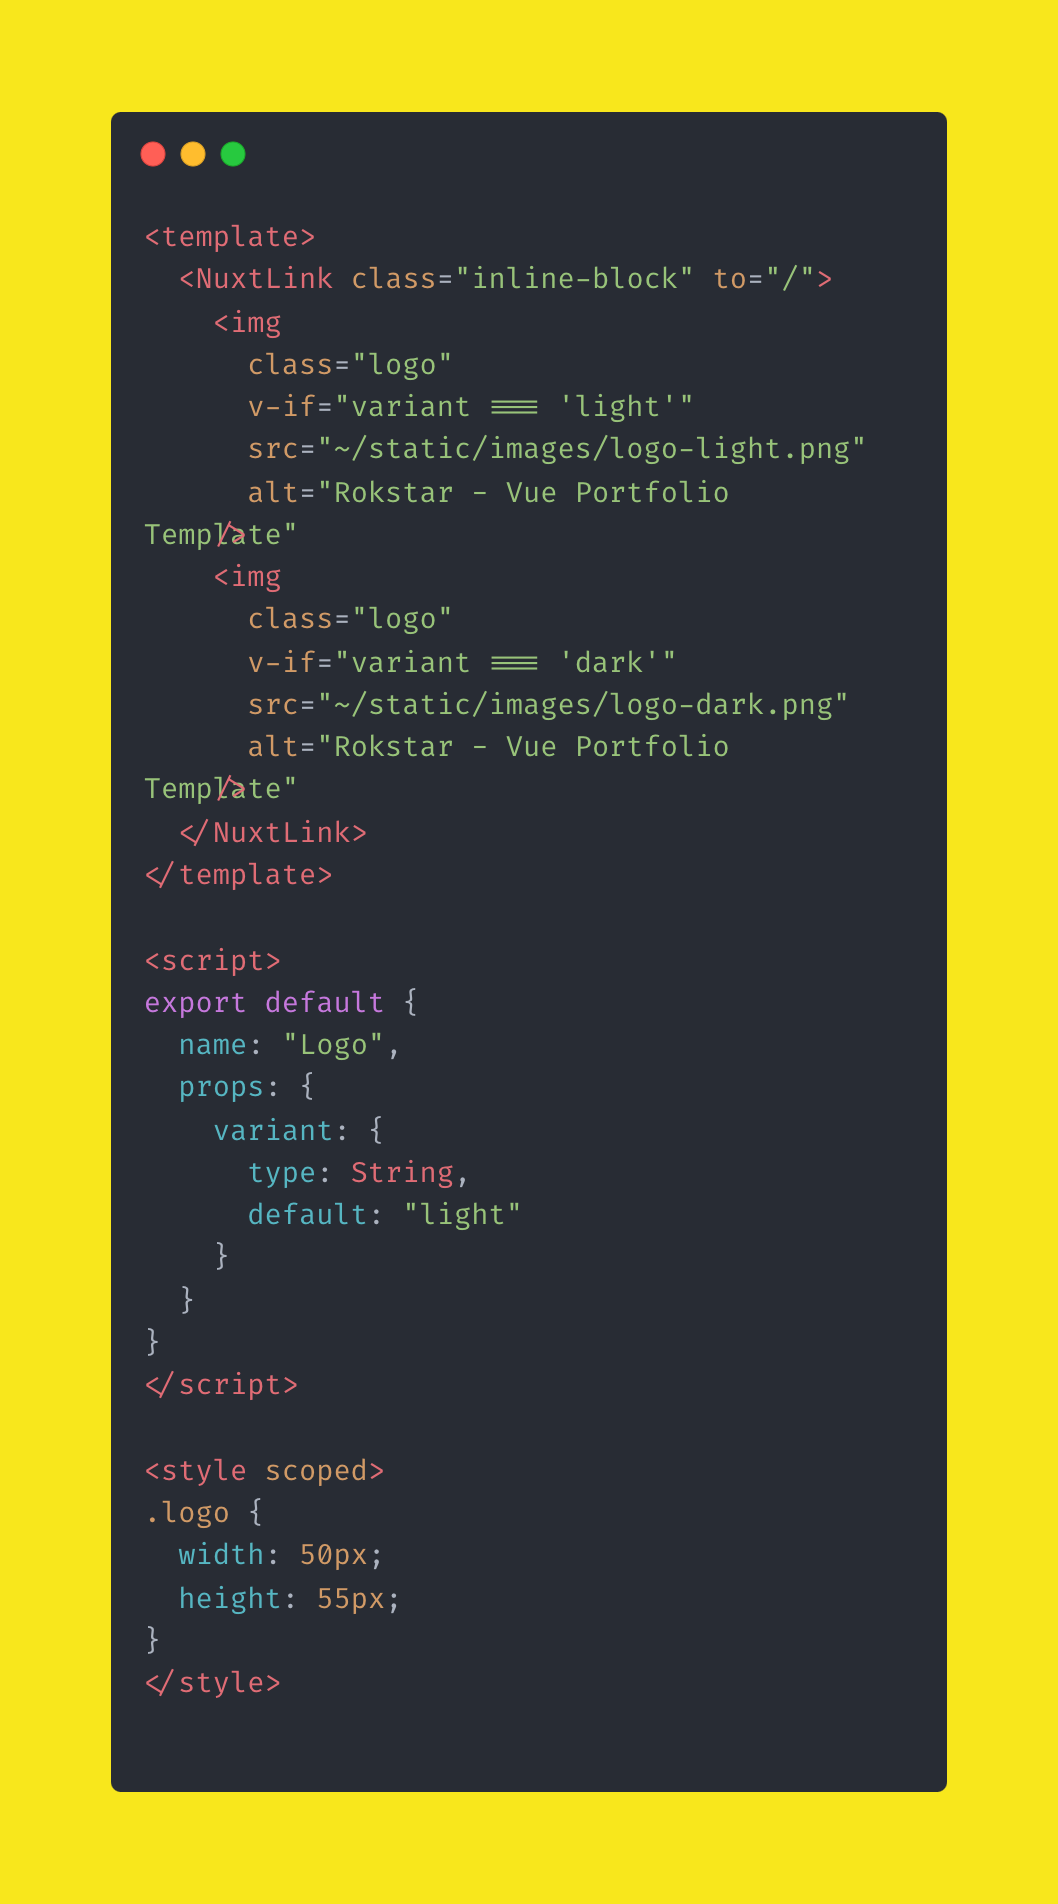 <template>
  <NuxtLink class="inline-block" to="/">
    <img
      class="logo"
      v-if="variant === 'light'"
      src="~/static/images/logo-light.png"
      alt="Rokstar - Vue Portfolio
Template"
    />
    <img
      class="logo"
      v-if="variant === 'dark'"
      src="~/static/images/logo-dark.png"
      alt="Rokstar - Vue Portfolio
Template"
    />
  </NuxtLink>
</template>

<script>
export default {
  name: "Logo",
  props: {
    variant: {
      type: String,
      default: "light"
    }
  }
}
</script>

<style scoped>
.logo {
  width: 50px;
  height: 55px;
}
</style>